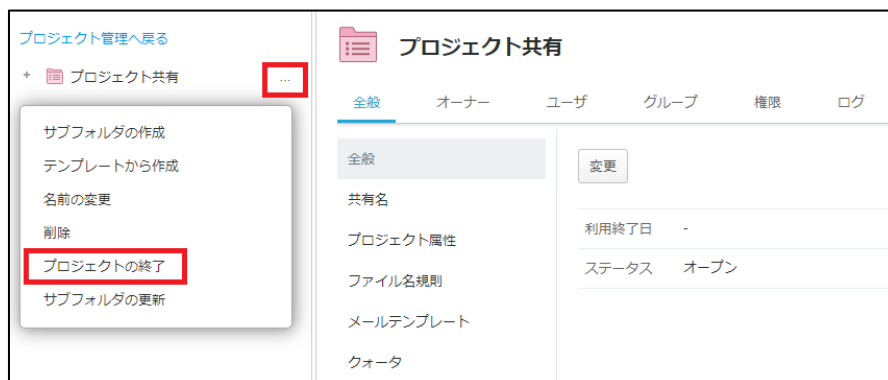 プロジェクト管理へ戻る
プロジェクト共有
...
サブフォルダの作成
テンプレートから作成
名前の変更
削除
プロジェクトの終了
サブフォルダの更新
プロジェクト共有
全般 オーナー ユーザ グループ 権限 ログ
全般
共有名
プロジェクト属性
ファイル名規則
メールテンプレート
クォータ
変更
利用終了日 -
ステータス オープン